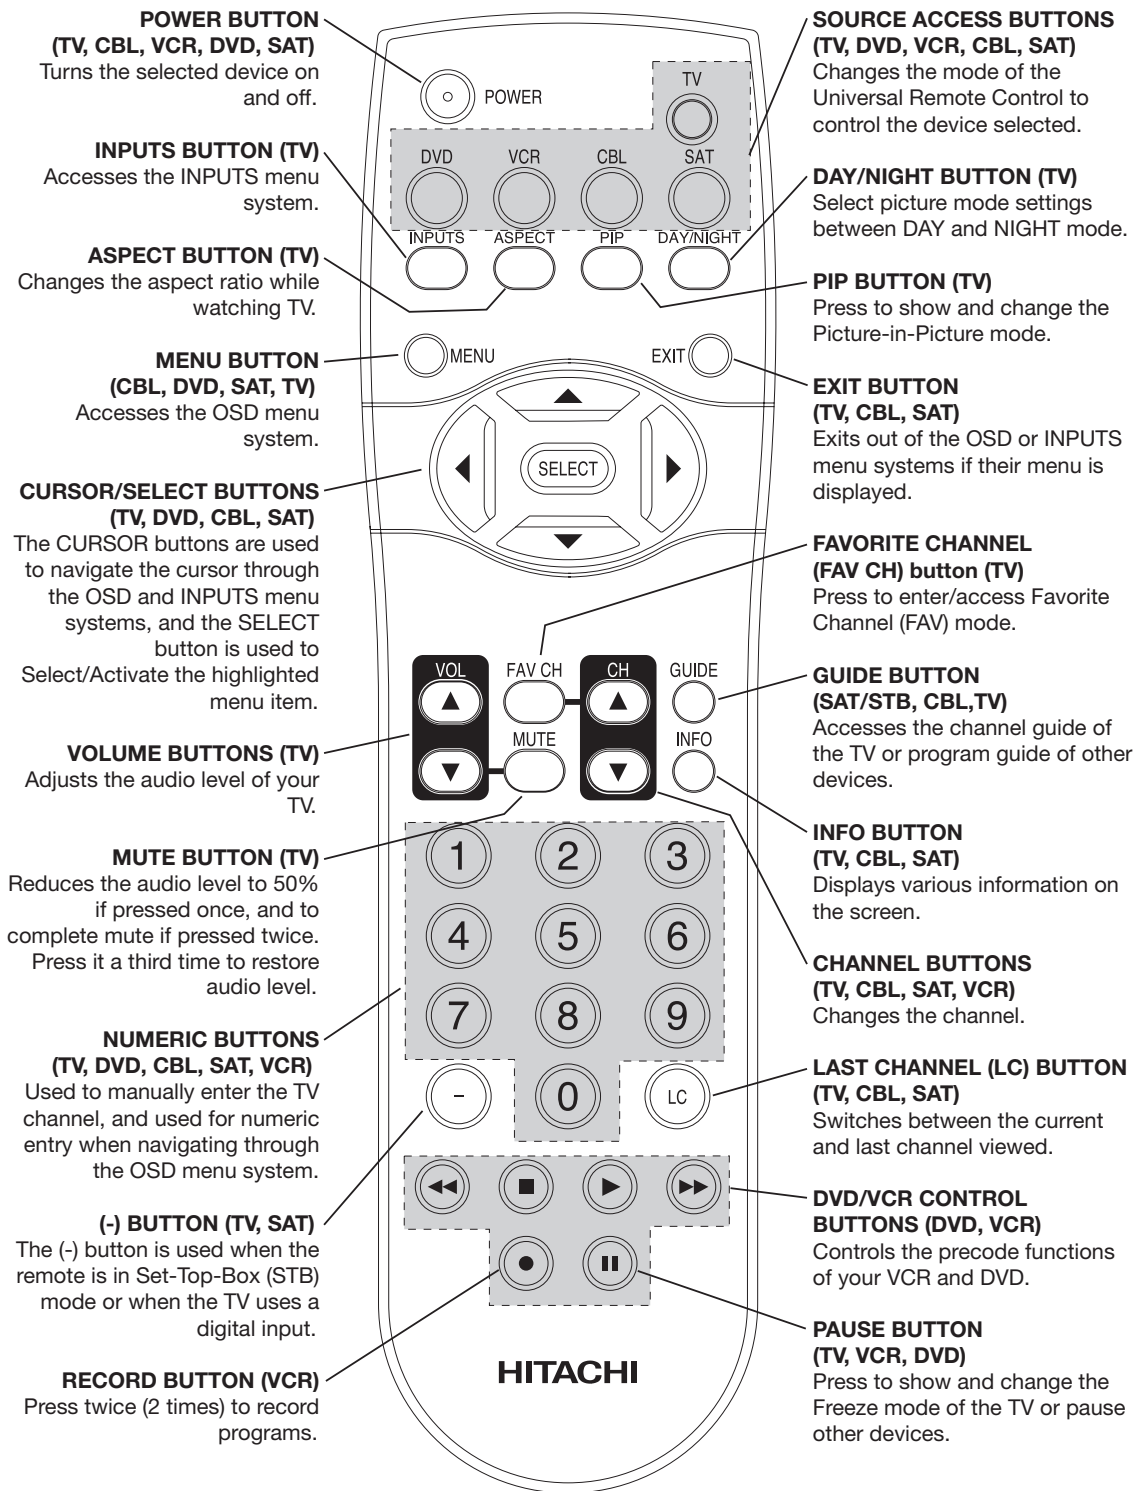 POWER BUTTON
(TV, CBL, VCR, DVD, SAT)
Turns the selected device on
and off.
INPUTS BUTTON (TV)
Accesses the INPUTS menu
system.
ASPECT BUTTON (TV)
Changes the aspect ratio while
watching TV.
MENU BUTTON
(CBL, DVD, SAT, TV)
Accesses the OSD menu
system.
CURSOR/SELECT BUTTONS
(TV, DVD, CBL, SAT)
The CURSOR buttons are used
to navigate the cursor through
the OSD and INPUTS menu
systems, and the SELECT
button is used to
Select/Activate the highlighted
menu item.
VOLUME BUTTONS (TV)
Adjusts the audio level of your
TV.
MUTE BUTTON (TV)
Reduces the audio level to 50%
if pressed once, and to
complete mute if pressed twice.
Press it a third time to restore
audio level.
NUMERIC BUTTONS
(TV, DVD, CBL, SAT, VCR)
Used to manually enter the TV
channel, and used for numeric
entry when navigating through
the OSD menu system.
(-) BUTTON (TV, SAT)
The (-) button is used when the
remote is in Set-Top-Box (STB)
mode or when the TV uses a
digital input.
RECORD BUTTON (VCR)
Press twice (2 times) to record
programs.
POWER
TV
DVD VCR CBL SAT
INPUTS ASPECT PIP DAY/NIGHT
MENU EXIT
SELECT
VOL FAV CH CH GUIDE
MUTE INFO
1 2 3
4 5 6
7 8 9
- 0 LC
HITACHI
SOURCE ACCESS BUTTONS
(TV, DVD, VCR, CBL, SAT)
Changes the mode of the
Universal Remote Control to
control the device selected.
DAY/NIGHT BUTTON (TV)
Select picture mode settings
between DAY and NIGHT mode.
PIP BUTTON (TV)
Press to show and change the
Picture-in-Picture mode.
EXIT BUTTON
(TV, CBL, SAT)
Exits out of the OSD or INPUTS
menu systems if their menu is
displayed.
FAVORITE CHANNEL
(FAV CH) button (TV)
Press to enter/access Favorite
Channel (FAV) mode.
GUIDE BUTTON
(SAT/STB, CBL,TV)
Accesses the channel guide of
the TV or program guide of other
devices.
INFO BUTTON
(TV, CBL, SAT)
Displays various information on
the screen.
CHANNEL BUTTONS
(TV, CBL, SAT, VCR)
Changes the channel.
LAST CHANNEL (LC) BUTTON
(TV, CBL, SAT)
Switches between the current
and last channel viewed.
DVD/VCR CONTROL
BUTTONS (DVD, VCR)
Controls the precode functions
of your VCR and DVD.
PAUSE BUTTON
(TV, VCR, DVD)
Press to show and change the
Freeze mode of the TV or pause
other devices.